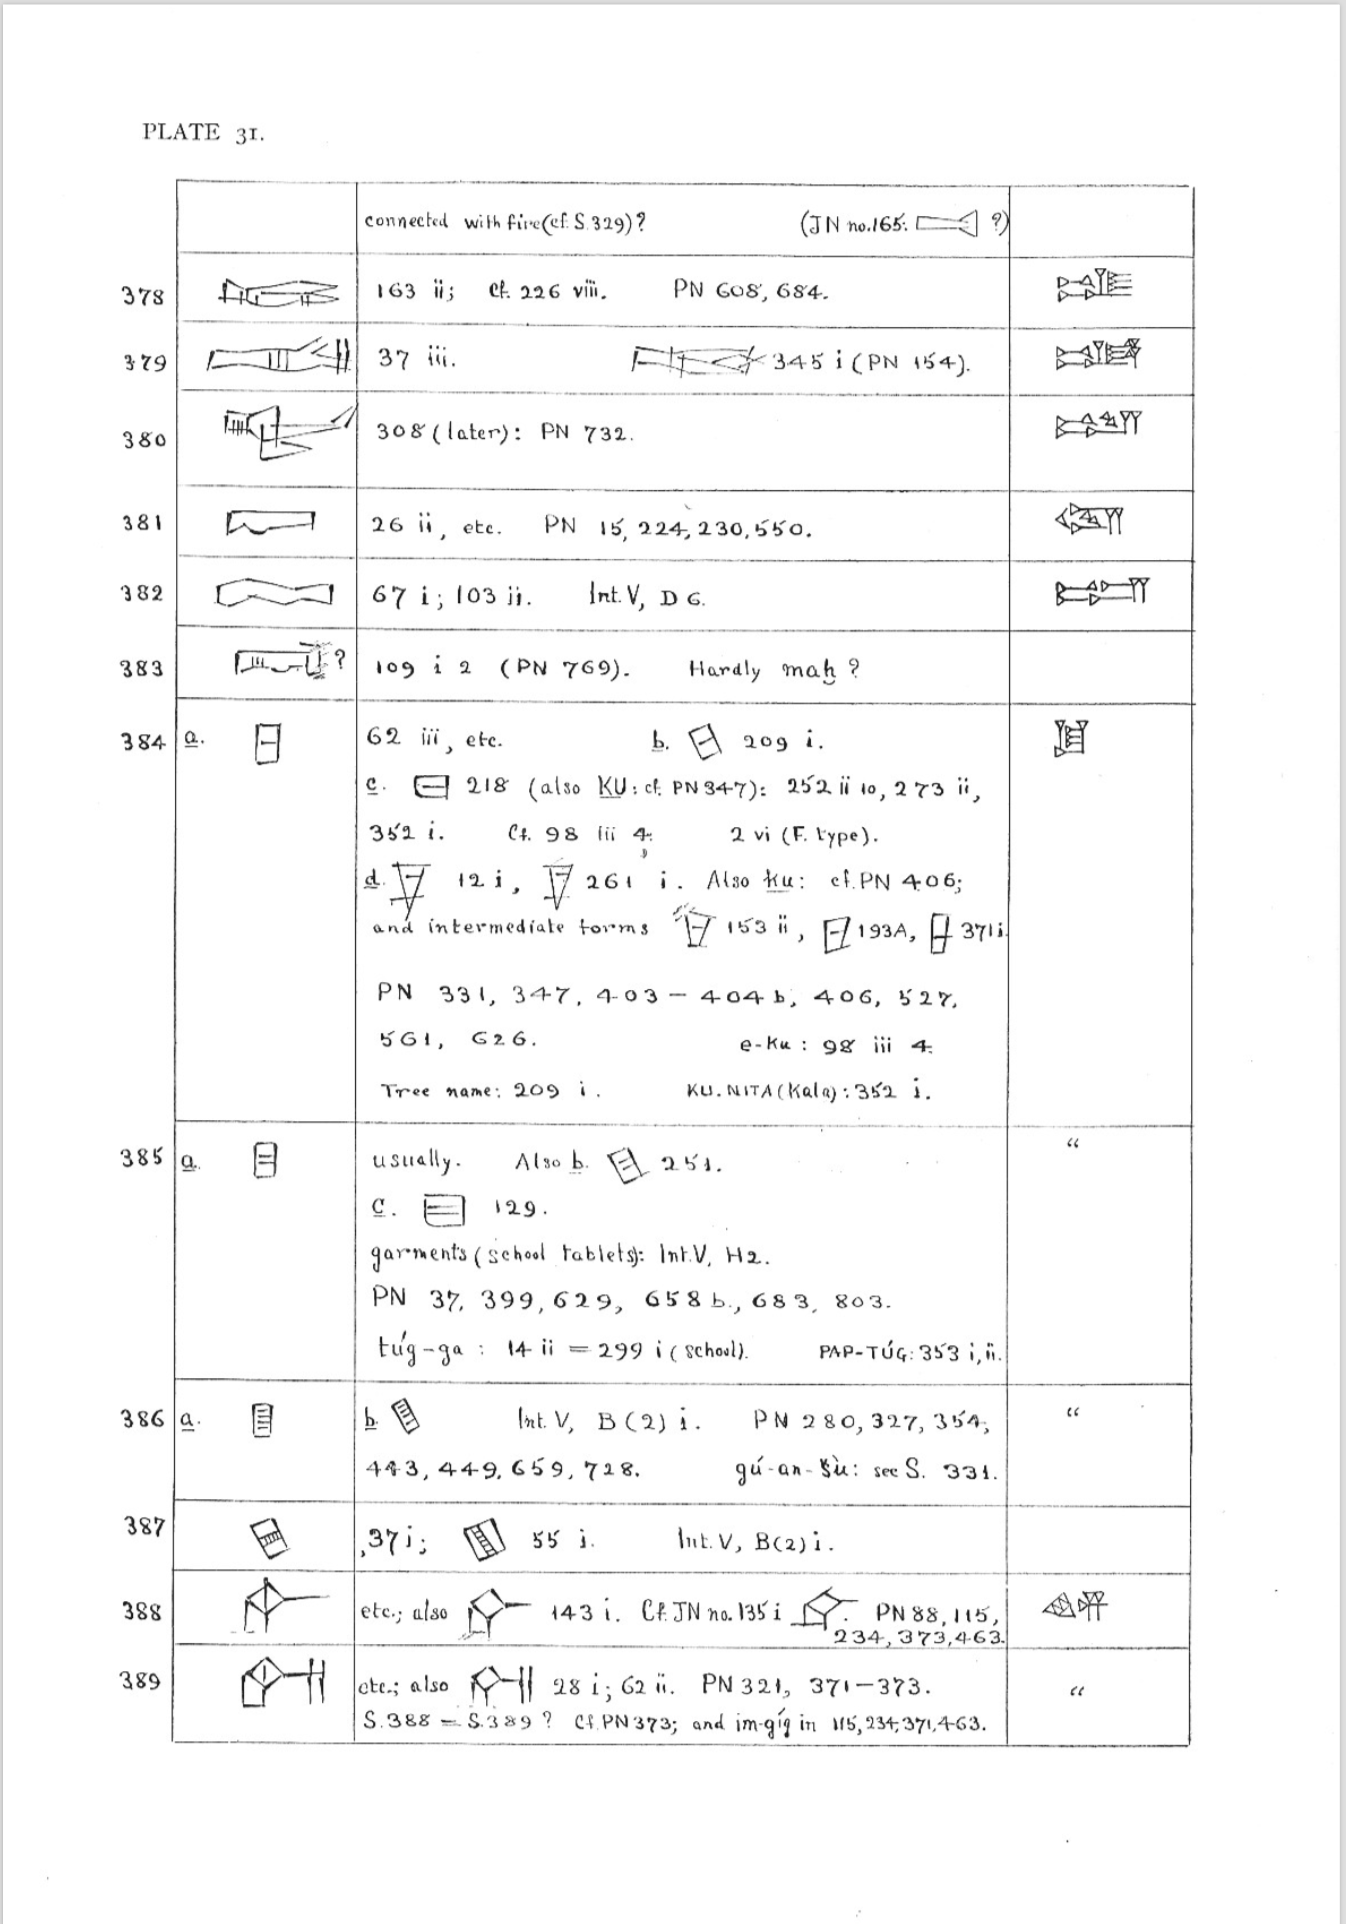 PLATE 31.
connected with fire (cf. S. 329)? (JN no. 165: ?)
378 163 ii; cf. 226 viii. PN 608, 684.
379 37 iii. 345 i (PN 154).
380 308 (later): PN 732.
381 26 ii, etc. PN 15, 224, 230, 550.
382 67 i; 103 ii. Int. V, D 6.
383 ? 109 i 2 (PN 769). Hardly maḫ ?
384 a. 62 iii, etc. b. 209 i.
c. 218 (also KU: cf. PN 347): 252 ii 10, 273 ii,
352 i. Cf. 98 iii 4. 2 vi (F. type).
d. 12 i, 261 i. Also ku: cf. PN 406;
and intermediate forms 153 ii, 193A, 371 i.
PN 331, 347, 403 – 404 b, 406, 527,
561, 626. e-ku: 98 iii 4.
Tree name: 209 i. KU.NITA (Kala): 352 i.
385 a. usually. Also b. 251. “
c. 129.
garments (school tablets): Int. V, H2.
PN 37, 399, 629, 658 b., 683, 803.
túg-ga : 14 ii = 299 i (school). PAP-TÚG: 353 i, ii.
386 a. b. Int. V, B (2) i. PN 280, 327, 354, “
443, 449, 659, 728. gú-an-šù: see S. 331.
387 37 i; 55 i. Int. V, B (2) i.
388 etc.; also 143 i. Cf. JN no. 135 i . PN 88, 115,
234, 373, 463.
389 etc.; also 28 i; 62 ii. PN 321, 371–373. “
S. 388 = S. 389 ? Cf. PN 373; and im-gíg in 115, 234, 371, 463.